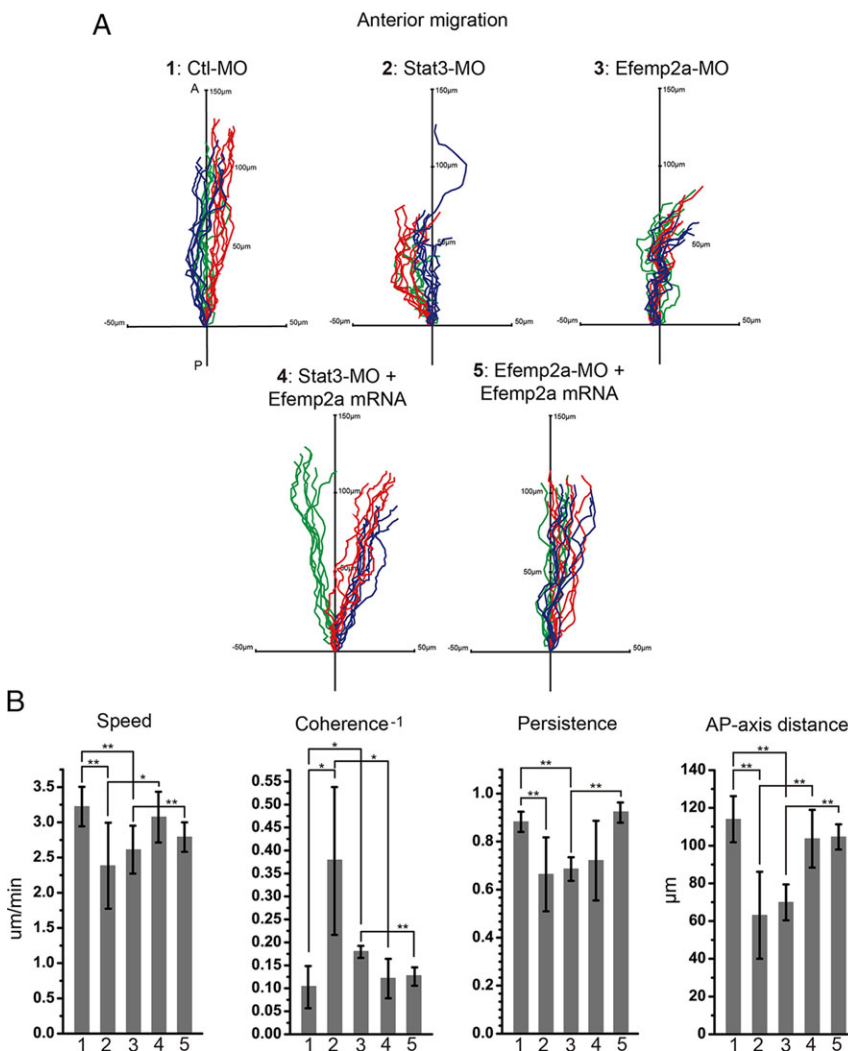 A
Anterior migration
1: Ctl-MO
2: Stat3-MO
3: Efemp2a-MO
A
150µm
100µm
50µm
-50µm
50µm
P
150µm
100µm
50µm
-50µm
50µm
150µm
100µm
50µm
-50µm
50µm
4: Stat3-MO +
Efemp2a mRNA
5: Efemp2a-MO +
Efemp2a mRNA
150µm
100µm
50µm
-50µm
50µm
150µm
100µm
50µm
-50µm
50µm
B
Speed
um/min
3.5
3.0
2.5
2.0
1.5
1.0
0.5
0.0
**
**
*
**
1 2 3 4 5
Coherence-1
0.55
0.50
0.45
0.40
0.35
0.30
0.25
0.20
0.15
0.10
0.05
0.00
*
*
*
**
1 2 3 4 5
Persistence
1.0
0.8
0.6
0.4
0.2
0.0
**
**
**
1 2 3 4 5
AP-axis distance
µm
140
120
100
80
60
40
20
0
**
**
**
**
1 2 3 4 5